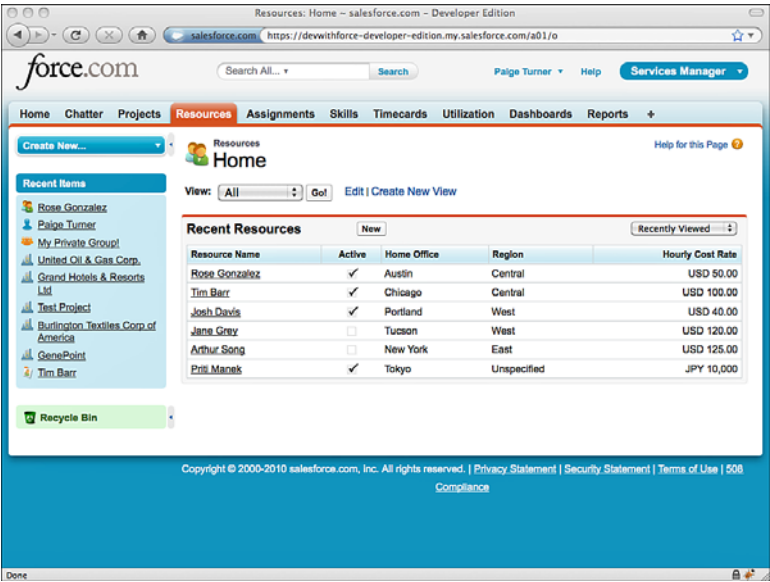 Resources: Home ~ salesforce.com - Developer Edition
salesforce.com https://devwithforce-developer-edition.my.salesforce.com/a01/o
force.com Search All... Search Paige Turner Help Services Manager
Home Chatter Projects Resources Assignments Skills Timecards Utilization Dashboards Reports +
Create New...
Resources
Home
Help for this Page
View: All Go! Edit | Create New View
Recent Items
Rose Gonzalez
Paige Turner
My Private Group!
United Oil & Gas Corp.
Grand Hotels & Resorts
Ltd
Test Project
Burlington Textiles Corp of
America
GenePoint
Tim Barr
Recycle Bin
Recent Resources New Recently Viewed
Resource Name Active Home Office Region Hourly Cost Rate
Rose Gonzalez ✓ Austin Central USD 50.00
Tim Barr ✓ Chicago Central USD 100.00
Josh Davis ✓ Portland West USD 40.00
Jane Grey Tucson West USD 120.00
Arthur Song New York East USD 125.00
Priti Manek ✓ Tokyo Unspecified JPY 10,000
Copyright © 2000-2010 salesforce.com, inc. All rights reserved. | Privacy Statement | Security Statement | Terms of Use | 508
Compliance
Done